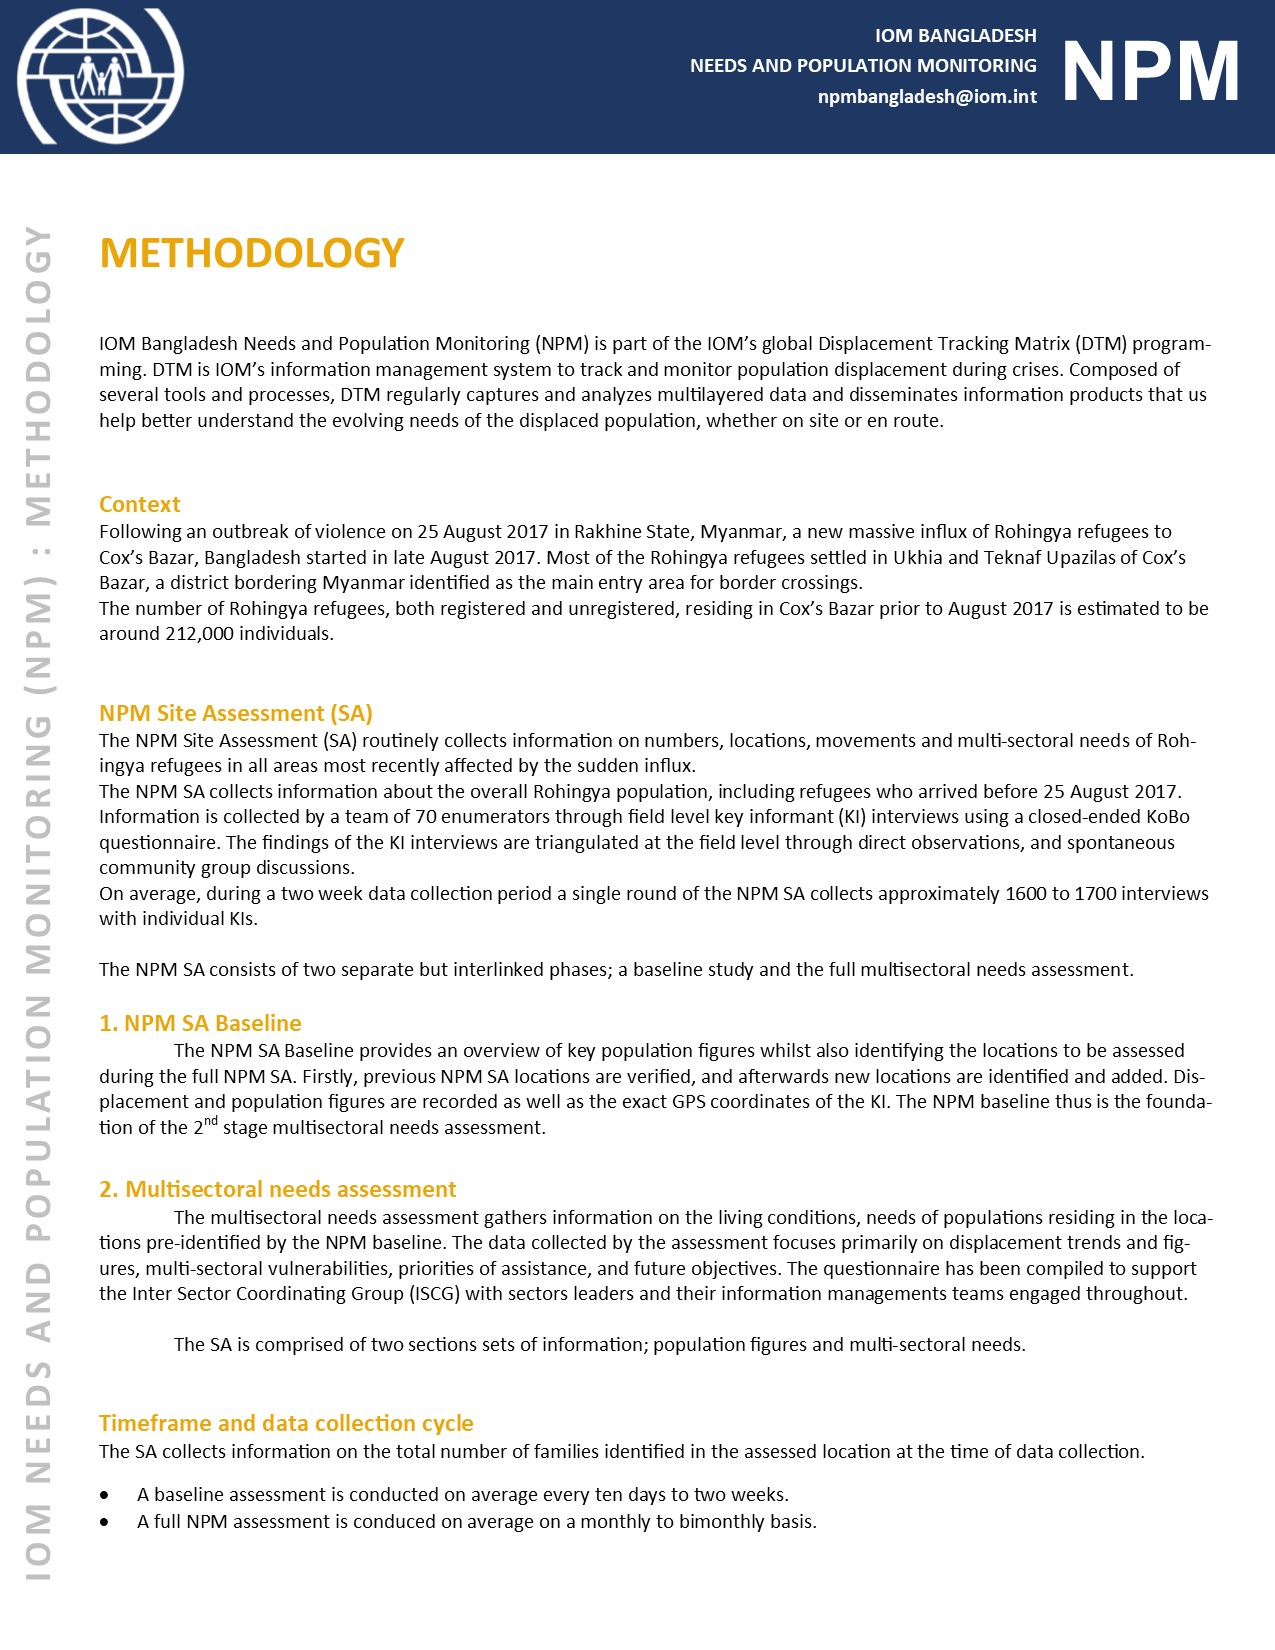 IOM BANGLADESH
NEEDS AND POPULATION MONITORING
npmbangladesh@iom.int
NPM
IOM NEEDS AND POPULATION MONITORING (NPM) : METHODOLOGY
METHODOLOGY
IOM Bangladesh Needs and Population Monitoring (NPM) is part of the IOM’s global Displacement Tracking Matrix (DTM) program-
ming. DTM is IOM’s information management system to track and monitor population displacement during crises. Composed of
several tools and processes, DTM regularly captures and analyzes multilayered data and disseminates information products that us
help better understand the evolving needs of the displaced population, whether on site or en route.
Context
Following an outbreak of violence on 25 August 2017 in Rakhine State, Myanmar, a new massive influx of Rohingya refugees to
Cox’s Bazar, Bangladesh started in late August 2017. Most of the Rohingya refugees settled in Ukhia and Teknaf Upazilas of Cox’s
Bazar, a district bordering Myanmar identified as the main entry area for border crossings.
The number of Rohingya refugees, both registered and unregistered, residing in Cox’s Bazar prior to August 2017 is estimated to be
around 212,000 individuals.
NPM Site Assessment (SA)
The NPM Site Assessment (SA) routinely collects information on numbers, locations, movements and multi-sectoral needs of Roh-
ingya refugees in all areas most recently affected by the sudden influx.
The NPM SA collects information about the overall Rohingya population, including refugees who arrived before 25 August 2017.
Information is collected by a team of 70 enumerators through field level key informant (KI) interviews using a closed-ended KoBo
questionnaire. The findings of the KI interviews are triangulated at the field level through direct observations, and spontaneous
community group discussions.
On average, during a two week data collection period a single round of the NPM SA collects approximately 1600 to 1700 interviews
with individual KIs.
The NPM SA consists of two separate but interlinked phases; a baseline study and the full multisectoral needs assessment.
1. NPM SA Baseline
The NPM SA Baseline provides an overview of key population figures whilst also identifying the locations to be assessed
during the full NPM SA. Firstly, previous NPM SA locations are verified, and afterwards new locations are identified and added. Dis-
placement and population figures are recorded as well as the exact GPS coordinates of the KI. The NPM baseline thus is the founda-
tion of the 2nd stage multisectoral needs assessment.
2. Multisectoral needs assessment
The multisectoral needs assessment gathers information on the living conditions, needs of populations residing in the loca-
tions pre-identified by the NPM baseline. The data collected by the assessment focuses primarily on displacement trends and fig-
ures, multi-sectoral vulnerabilities, priorities of assistance, and future objectives. The questionnaire has been compiled to support
the Inter Sector Coordinating Group (ISCG) with sectors leaders and their information managements teams engaged throughout.
The SA is comprised of two sections sets of information; population figures and multi-sectoral needs.
Timeframe and data collection cycle
The SA collects information on the total number of families identified in the assessed location at the time of data collection.
• A baseline assessment is conducted on average every ten days to two weeks.
• A full NPM assessment is conduced on average on a monthly to bimonthly basis.